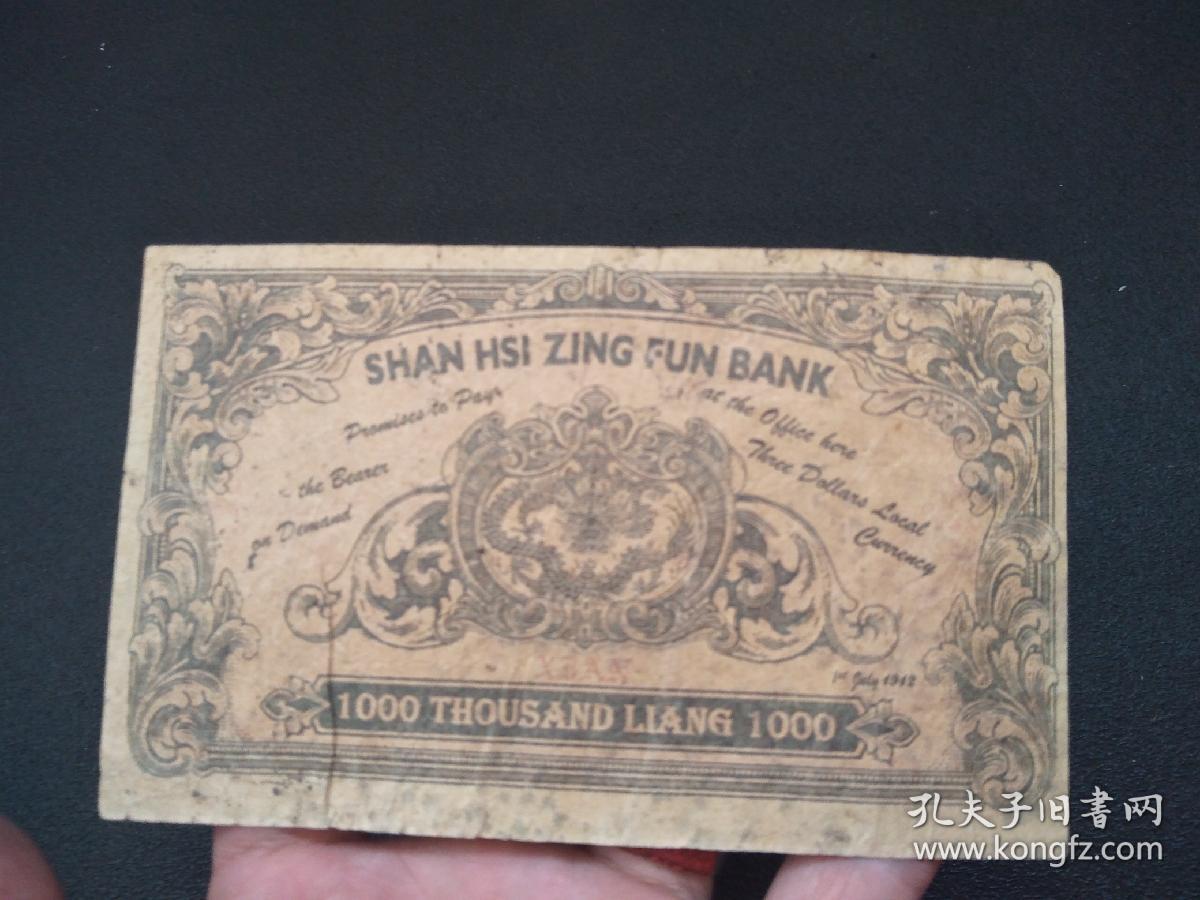 SHAN HSI ZING FUN BANK
Promises to Pay
the Bearer
on Demand
at the Office here
Three Dollars Local
Currency
1st July 1912
1000 THOUSAND LIANG 1000
孔夫子旧書网
www.kongfz.com